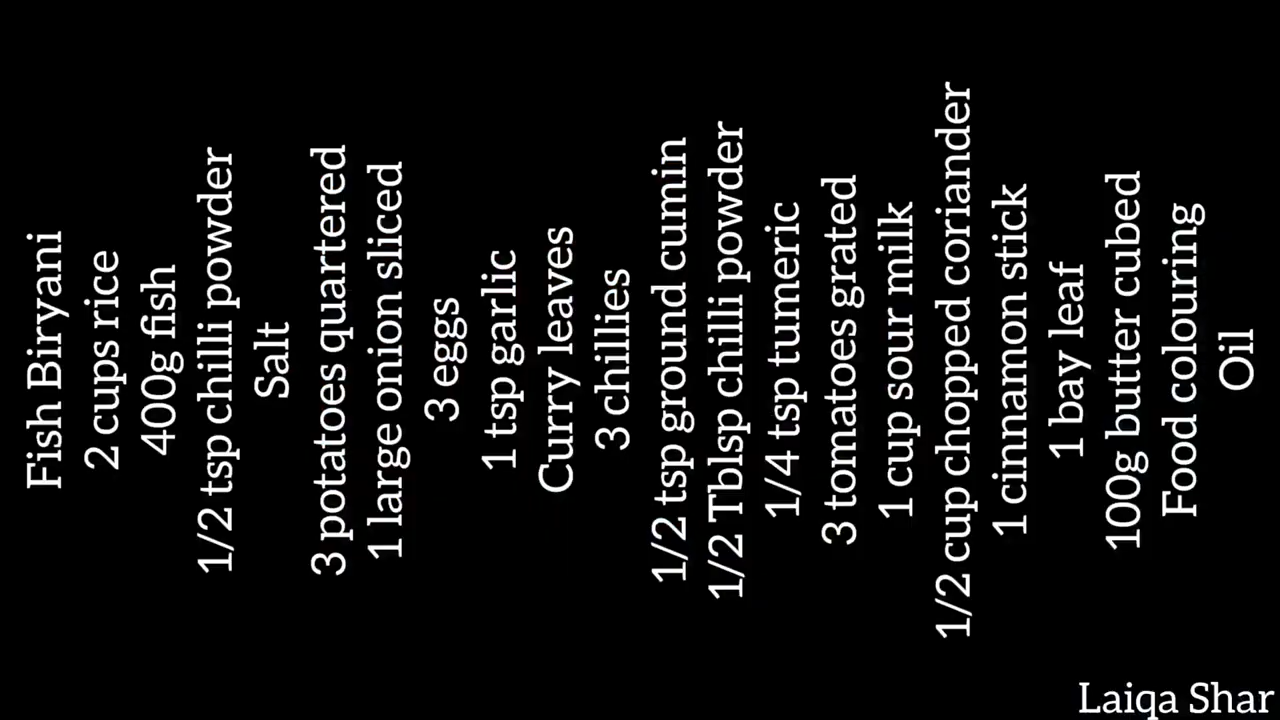 Fish Biryani
2 cups rice
400g fish
1/2 tsp chilli powder
Salt
3 potatoes quartered
1 large onion sliced
3 eggs
1 tsp garlic
Curry leaves
3 chillies
1/2 tsp ground cumin
1/2 Tblsp chilli powder
1/4 tsp tumeric
3 tomatoes grated
1 cup sour milk
1/2 cup chopped coriander
1 cinnamon stick
1 bay leaf
100g butter cubed
Food colouring
Oil
Laiqa Shar